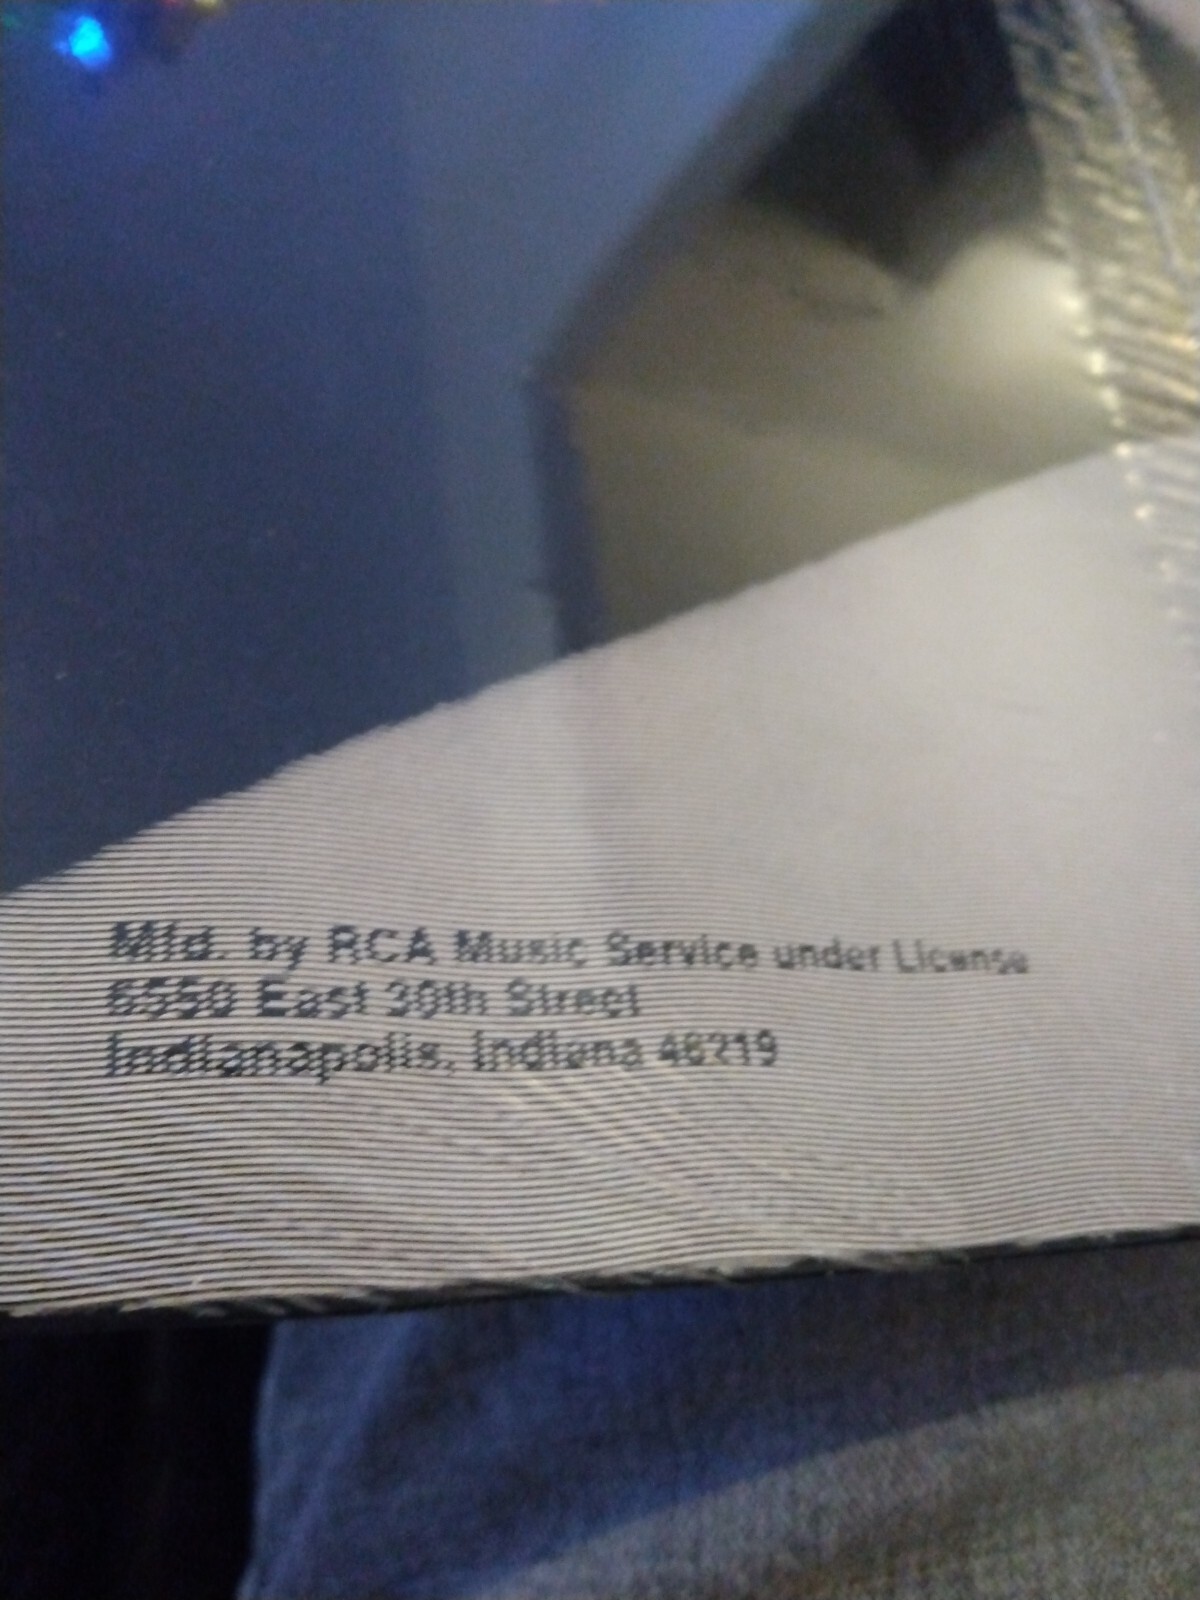 Mfd. by RCA Music Service under License
6550 East 30th Street
Indianapolis, Indiana 46219